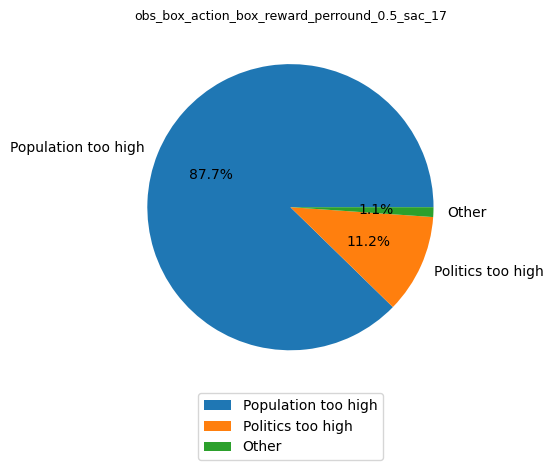 obs_box_action_box_reward_perround_0.5_sac_17
Population too high
87.7%
1.1%
Other
11.2%
Politics too high
Population too high
Politics too high
Other